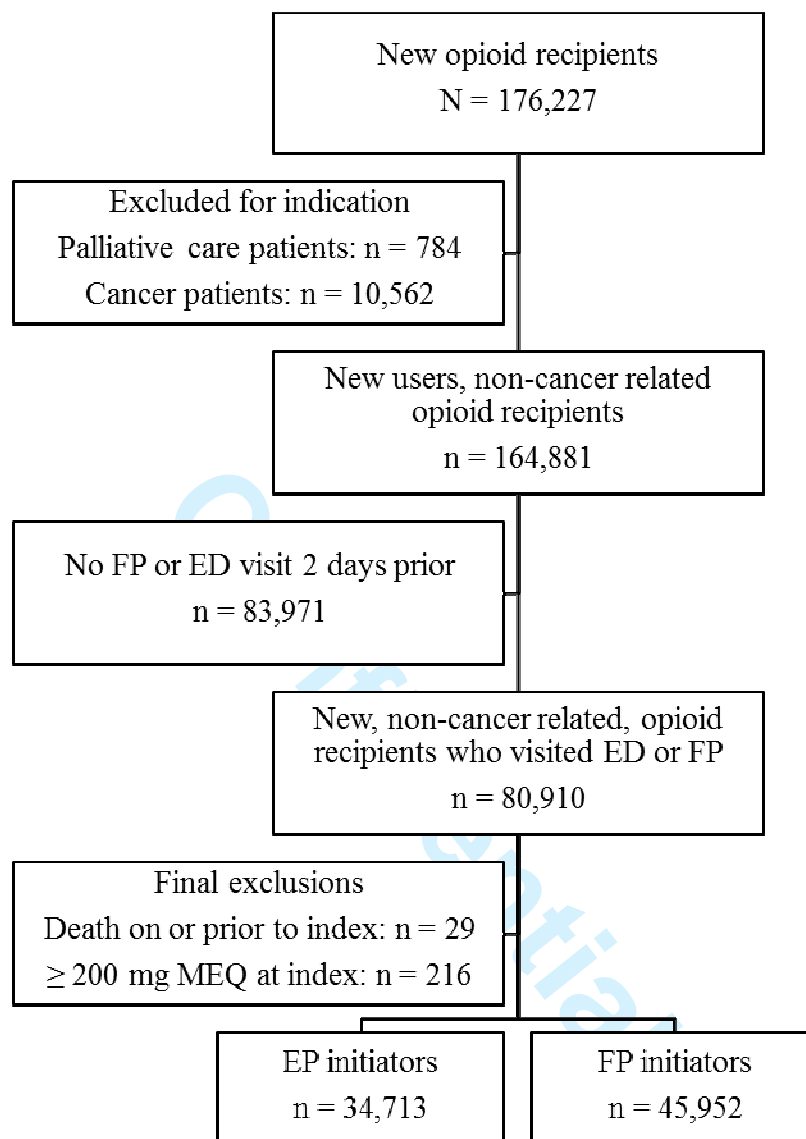 New opioid recipients
N = 176,227
Excluded for indication
Palliative care patients: n = 784
Cancer patients: n = 10,562
New users, non-cancer related
opioid recipients
n = 164,881
No FP or ED visit 2 days prior
n = 83,971
New, non-cancer related, opioid
recipients who visited ED or FP
n = 80,910
Final exclusions
Death on or prior to index: n = 29
≥ 200 mg MEQ at index: n = 216
EP initiators
n = 34,713
FP initiators
n = 45,952